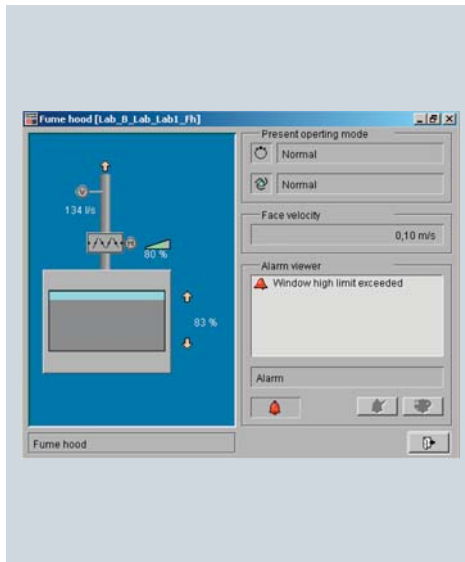 Fume hood [Lab_B_Lab_Lab1_Fh]
Present operting mode
Normal
Normal
134 l/s
80 %
83 %
Face velocity
0,10 m/s
Alarm viewer
Window high limit exceeded
Alarm
Fume hood